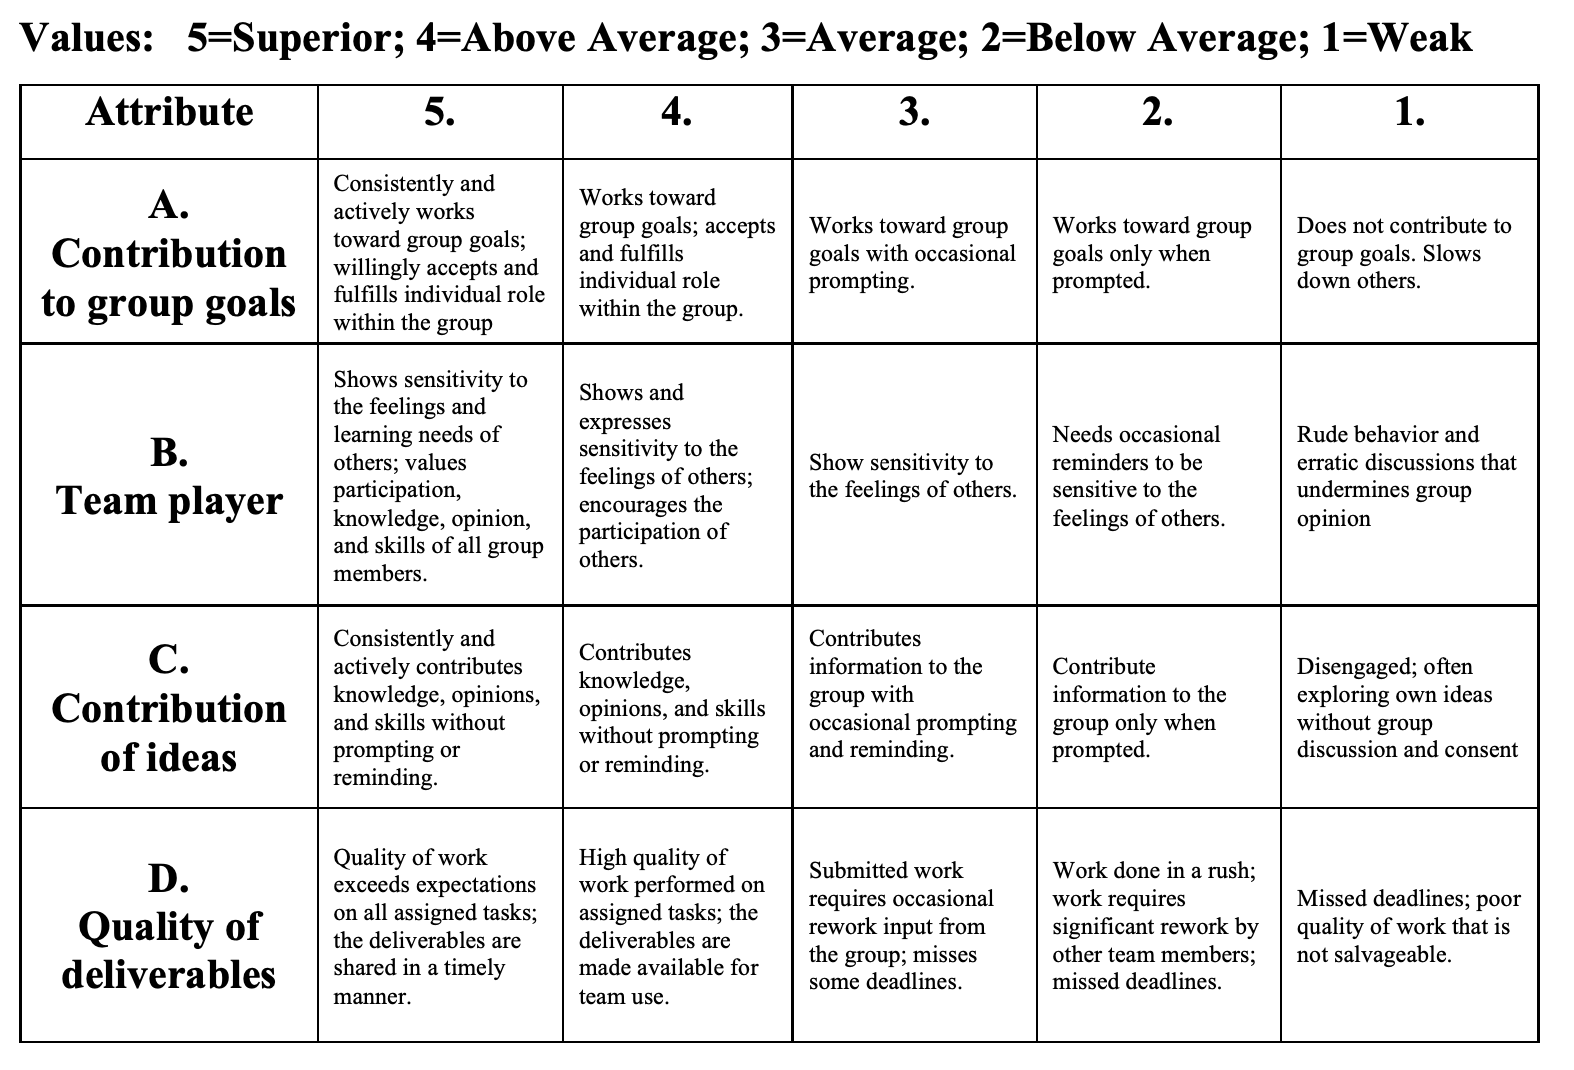 Values: 5=Superior; 4=Above Average; 3=Average; 2=Below Average; 1=Weak
Attribute
5.
4.
3.
2.
1.
A.
Contribution
to group goals
Consistently and
actively works
toward group goals;
willingly accepts and
fulfills individual role
within the group
Works toward
group goals; accepts
and fulfills
individual role
within the group.
Works toward group
goals with occasional
prompting.
Works toward group
goals only when
prompted.
Does not contribute to
group goals. Slows
down others.
B.
Team player
Shows sensitivity to
the feelings and
learning needs of
others; values
participation,
knowledge, opinion,
and skills of all group
members.
Shows and
expresses
sensitivity to the
feelings of others;
encourages the
participation of
others.
Show sensitivity to
the feelings of others.
Needs occasional
reminders to be
sensitive to the
feelings of others.
Rude behavior and
erratic discussions that
undermines group
opinion
C.
Contribution
of ideas
Consistently and
actively contributes
knowledge, opinions,
and skills without
prompting or
reminding.
Contributes
knowledge,
opinions, and skills
without prompting
or reminding.
Contributes
information to the
group with
occasional prompting
and reminding.
Contribute
information to the
group only when
prompted.
Disengaged; often
exploring own ideas
without group
discussion and consent
D.
Quality of
deliverables
Quality of work
exceeds expectations
on all assigned tasks;
the deliverables are
shared in a timely
manner.
High quality of
work performed on
assigned tasks; the
deliverables are
made available for
team use.
Submitted work
requires occasional
rework input from
the group; misses
some deadlines.
Work done in a rush;
work requires
significant rework by
other team members;
missed deadlines.
Missed deadlines; poor
quality of work that is
not salvageable.